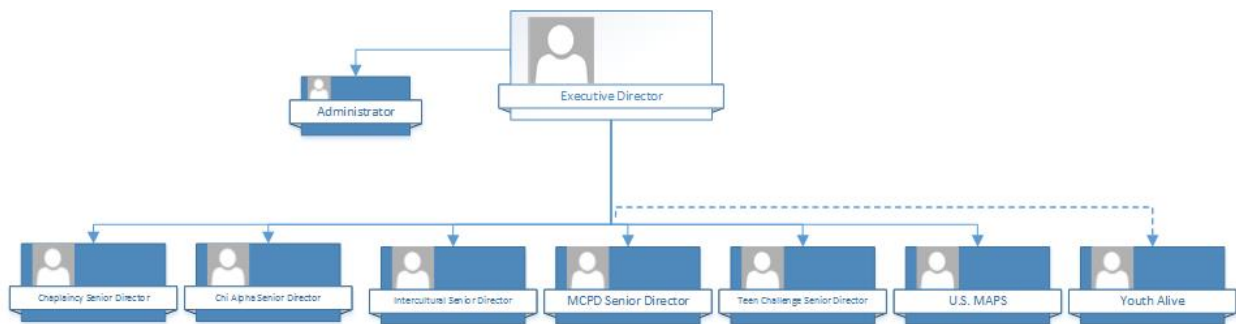 Executive Director
Administrator
Chaplaincy Senior Director
Chi Alpha Senior Director
Intercultural Senior Director
MCPD Senior Director
Teen Challenge Senior Director
U.S. MAPS
Youth Alive